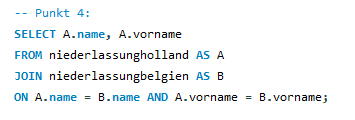 -- Punkt 4:
SELECT A.name, A.vorname
FROM niederlassungholland AS A
JOIN niederlassungbelgien AS B
ON A.name = B.name AND A.vorname = B.vorname;